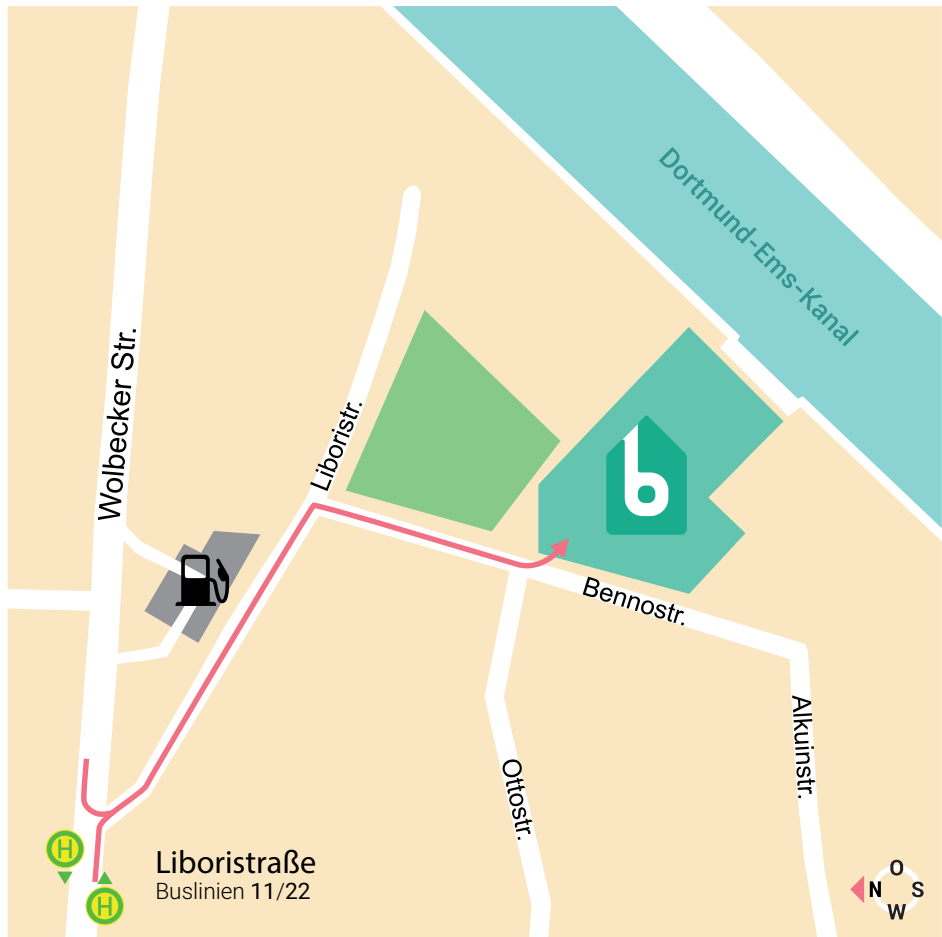 Dortmund-Ems-Kanal
Wolbecker Str.
Liboristr.
b
Bennostr.
Alkuinstr.
Ottostr.
H
H
Liboristraße
Buslinien 11/22
O
N S
W